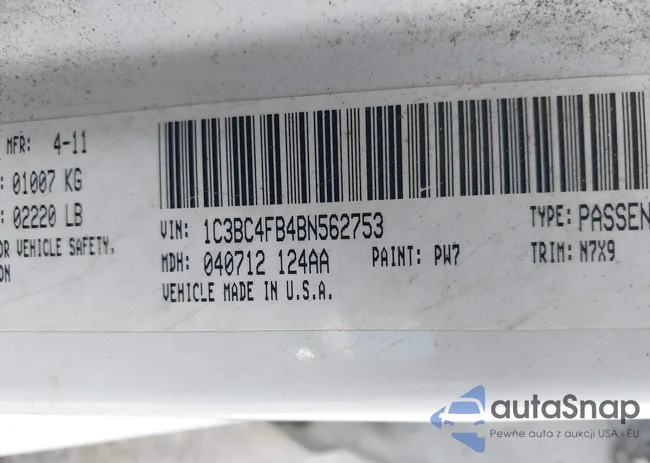 MFR: 4-11
: 01007 KG
: 02220 LB
OR VEHICLE SAFETY,
ON
VIN: 1C3BC4FB4BN562753
TYPE: PASSEN
MDH: 040712 124AA
PAINT: PW7
TRIM: N7X9
VEHICLE MADE IN U.S.A.
autoSnap
Pewne auta z aukcji USA i EU